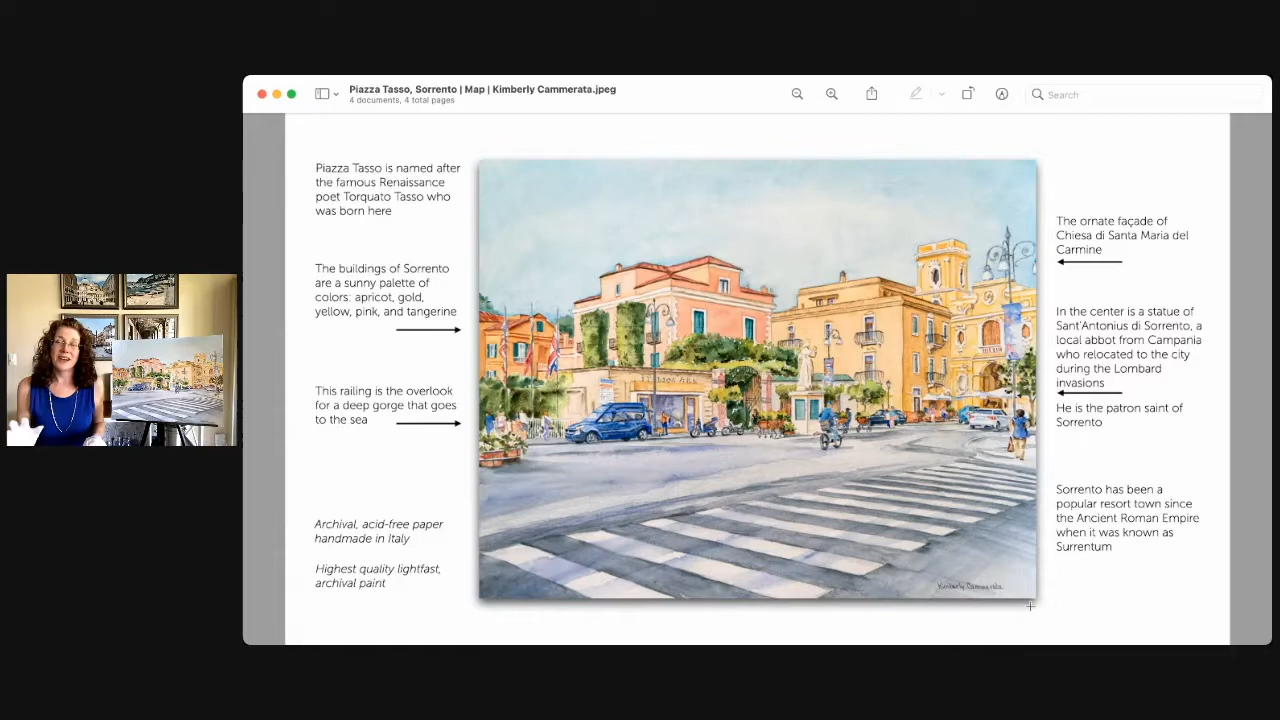 Piazza Tasso, Sorrento | Map | Kimberly Cammerata.jpeg
4 documents, 4 total pages
Search
Piazza Tasso is named after
the famous Renaissance
poet Torquato Tasso who
was born here
The buildings of Sorrento
are a sunny palette of
colors: apricot, gold,
yellow, pink, and tangerine
This railing is the overlook
for a deep gorge that goes
to the sea
Archival, acid-free paper
handmade in Italy
Highest quality lightfast,
archival paint
Kimberly Cammerata
The ornate façade of
Chiesa di Santa Maria del
Carmine
In the center is a statue of
Sant'Antonius di Sorrento, a
local abbot from Campania
who relocated to the city
during the Lombard
invasions
He is the patron saint of
Sorrento
Sorrento has been a
popular resort town since
the Ancient Roman Empire
when it was known as
Surrentum